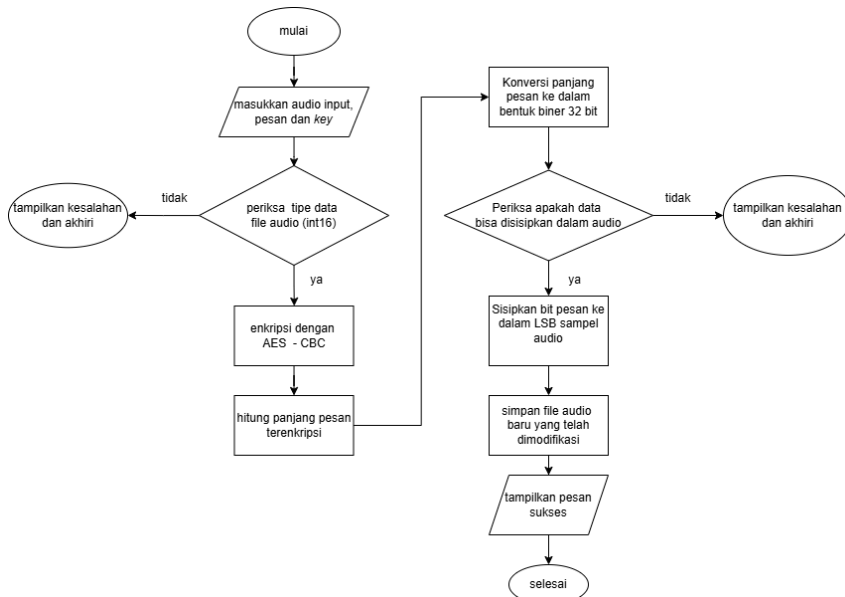 mulai
masukkan audio input,
pesan dan key
periksa tipe data
file audio (int16)
tidak
tampilkan kesalahan
dan akhiri
ya
enkripsi dengan
AES - CBC
hitung panjang pesan
terenkripsi
Konversi panjang
pesan ke dalam
bentuk biner 32 bit
Periksa apakah data
bisa disisipkan dalam audio
tidak
tampilkan kesalahan
dan akhiri
ya
Sisipkan bit pesan ke
dalam LSB sampel
audio
simpan file audio
baru yang telah
dimodifikasi
tampilkan pesan
sukses
selesai